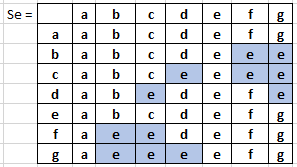 Se = a b c d e f g
a a b c d e f g
b a b c d e e e
c a b c e e e e
d a b e d e f e
e a b c d e f g
f a e e d e f g
g a e e e e f g